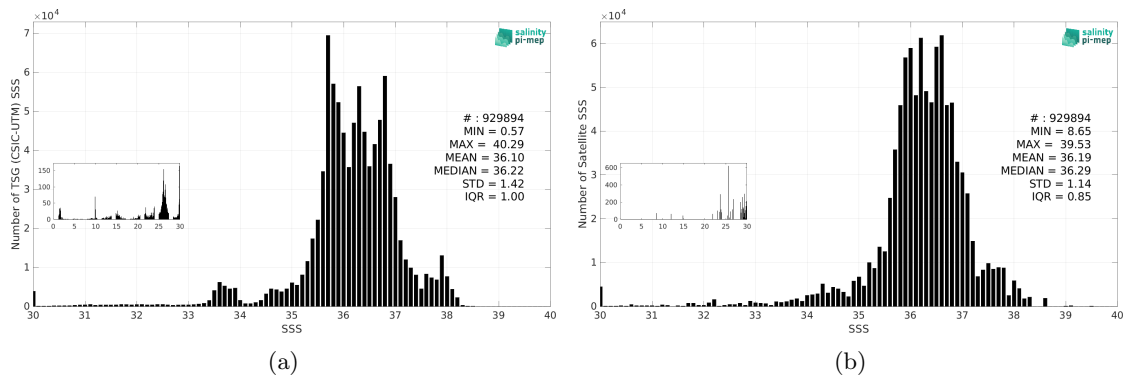 ×10⁴
7
6
5
4
3
2
1
0
Number of TSG (CSIC-UTM) SSS
salinity
pi-mep
# : 929894
MIN = 0.57
MAX = 40.29
MEAN = 36.10
MEDIAN = 36.22
STD = 1.42
IQR = 1.00
150
100
50
0
0 5 10 15 20 25 30
30 31 32 33 34 35 36 37 38 39 40
SSS
(a)
×10⁴
6
5
4
3
2
1
0
Number of Satellite SSS
salinity
pi-mep
# : 929894
MIN = 8.65
MAX = 39.53
MEAN = 36.19
MEDIAN = 36.29
STD = 1.14
IQR = 0.85
600
400
200
0
0 5 10 15 20 25 30
30 31 32 33 34 35 36 37 38 39 40
SSS
(b)